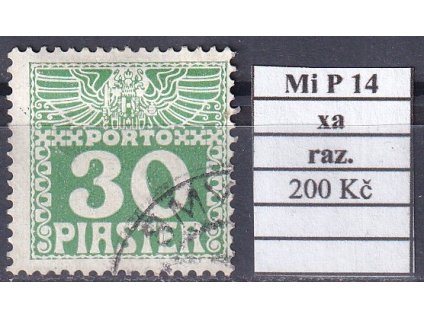 PORTO
30
PIASTER
Mi P 14
xa
raz.
200 Kč